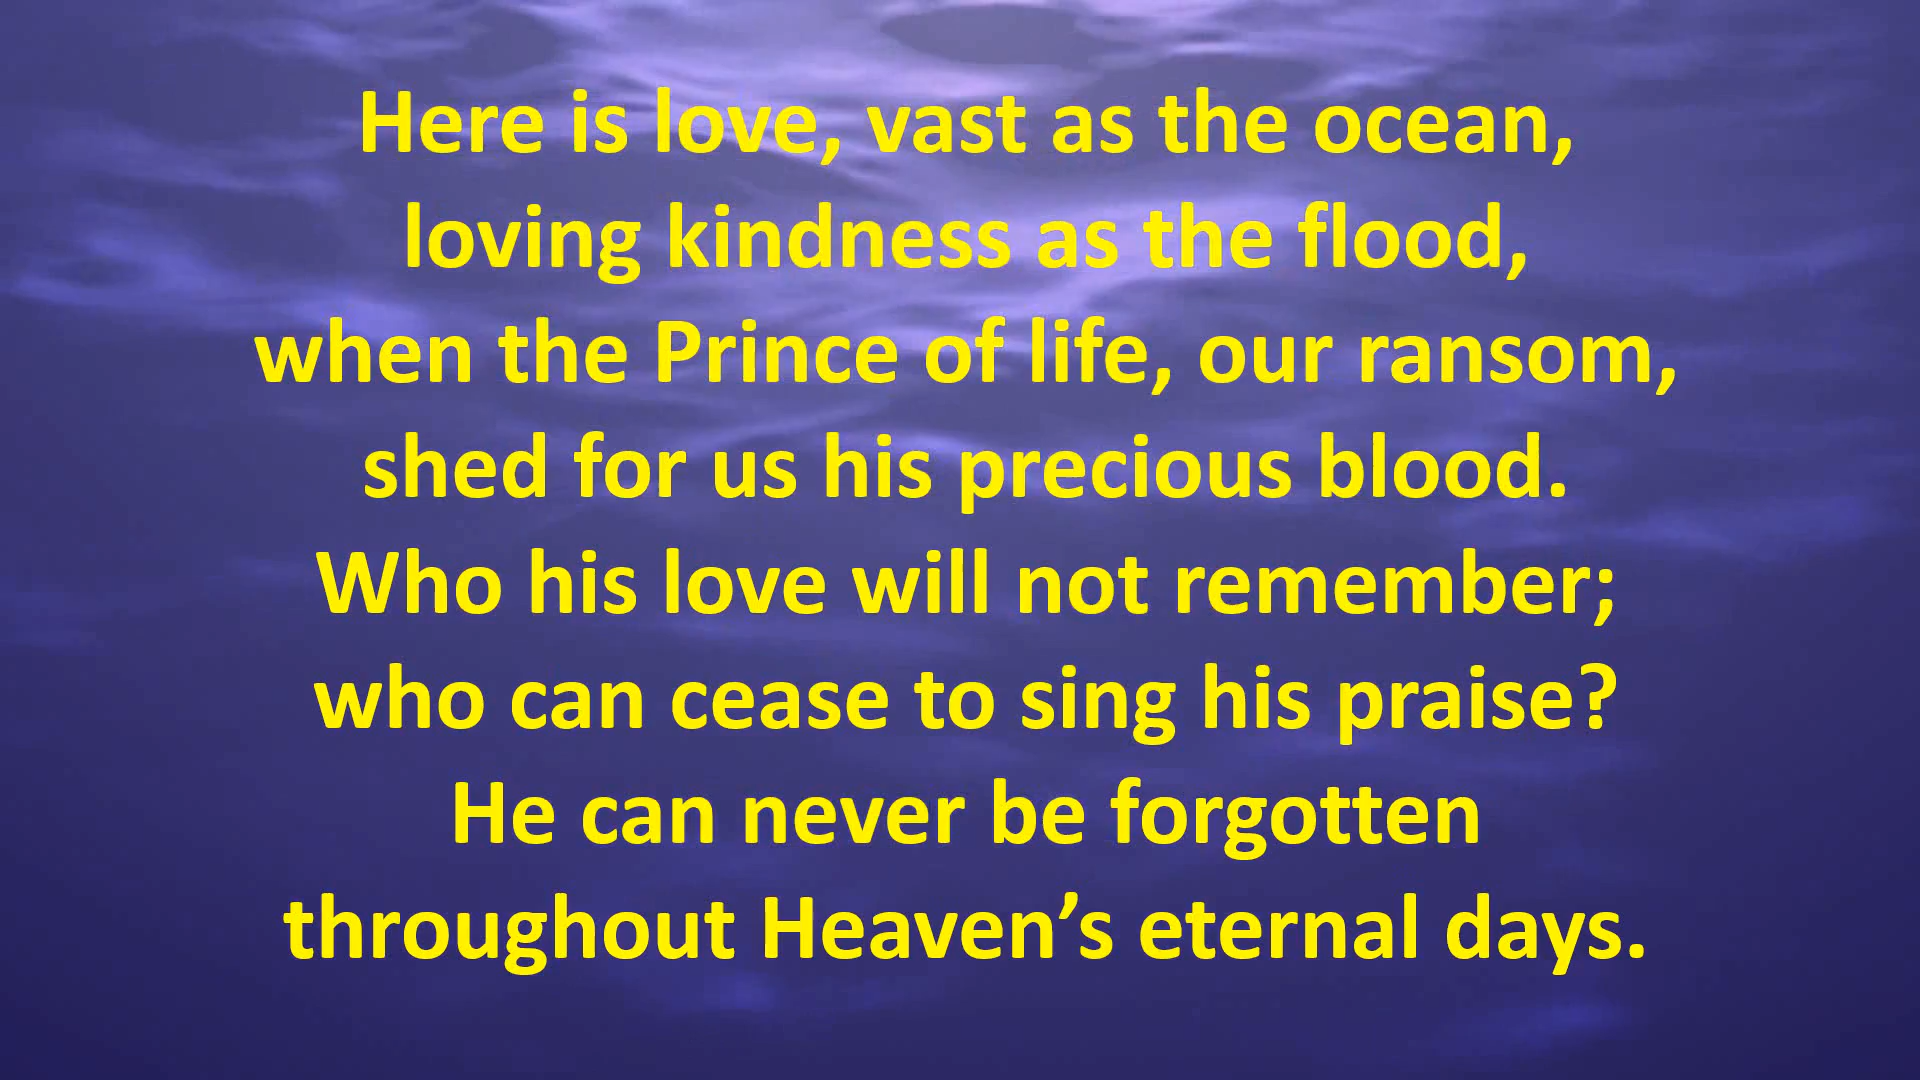 Here is love, vast as the ocean,
loving kindness as the flood,
when the Prince of life, our ransom,
shed for us his precious blood.
Who his love will not remember;
who can cease to sing his praise?
He can never be forgotten
throughout Heaven’s eternal days.